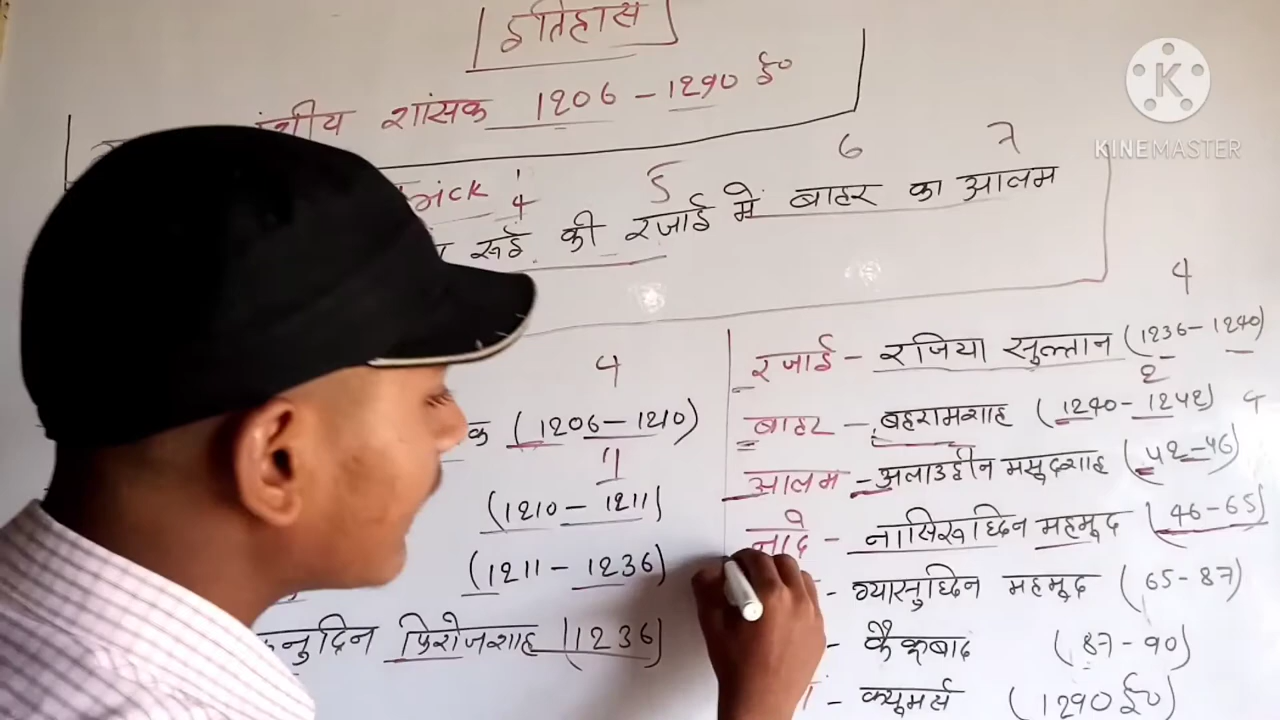 इतिहास
K
KINEMASTER
शांसक 1206 - 1290 ई०
6 7
1
4 5
रूई की रजाई में बाहर का आलम
4
4
क (1206-1210)
1
(1210-1211)
(1211-1236)
फिरोजशाह (1236)
रजाई - रजिया सुल्तान (1236-1240)
2
बाहर - बहरामशाह (1240-1242)
आलम - अलाउद्दीन मसुदशाह (42-46)
नादे - नासिरूध्दिन महमुद (46-65)
- ग्यासुध्दिन महमूद (65-87)
- कैकूबाद (87-90)
- क्यूमर्स (1290 ई०)